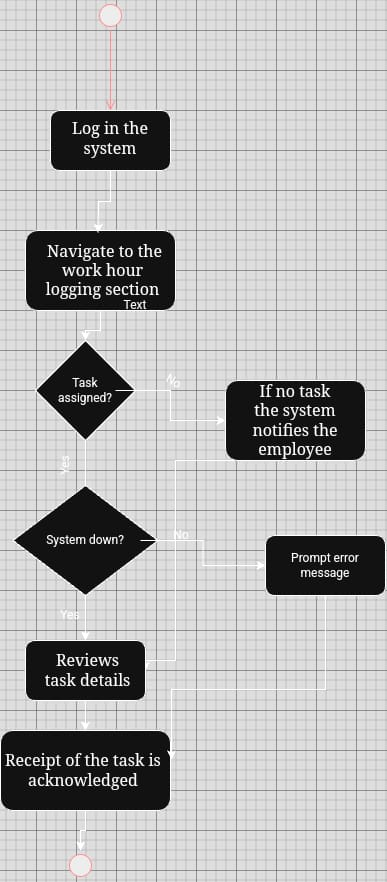 Log in the
system
Navigate to the
work hour
logging section
Text
Task
assigned?
No
If no task
the system
notifies the
employee
Yes
System down?
No
Prompt error
message
Yes
Reviews
task details
Receipt of the task is
acknowledged